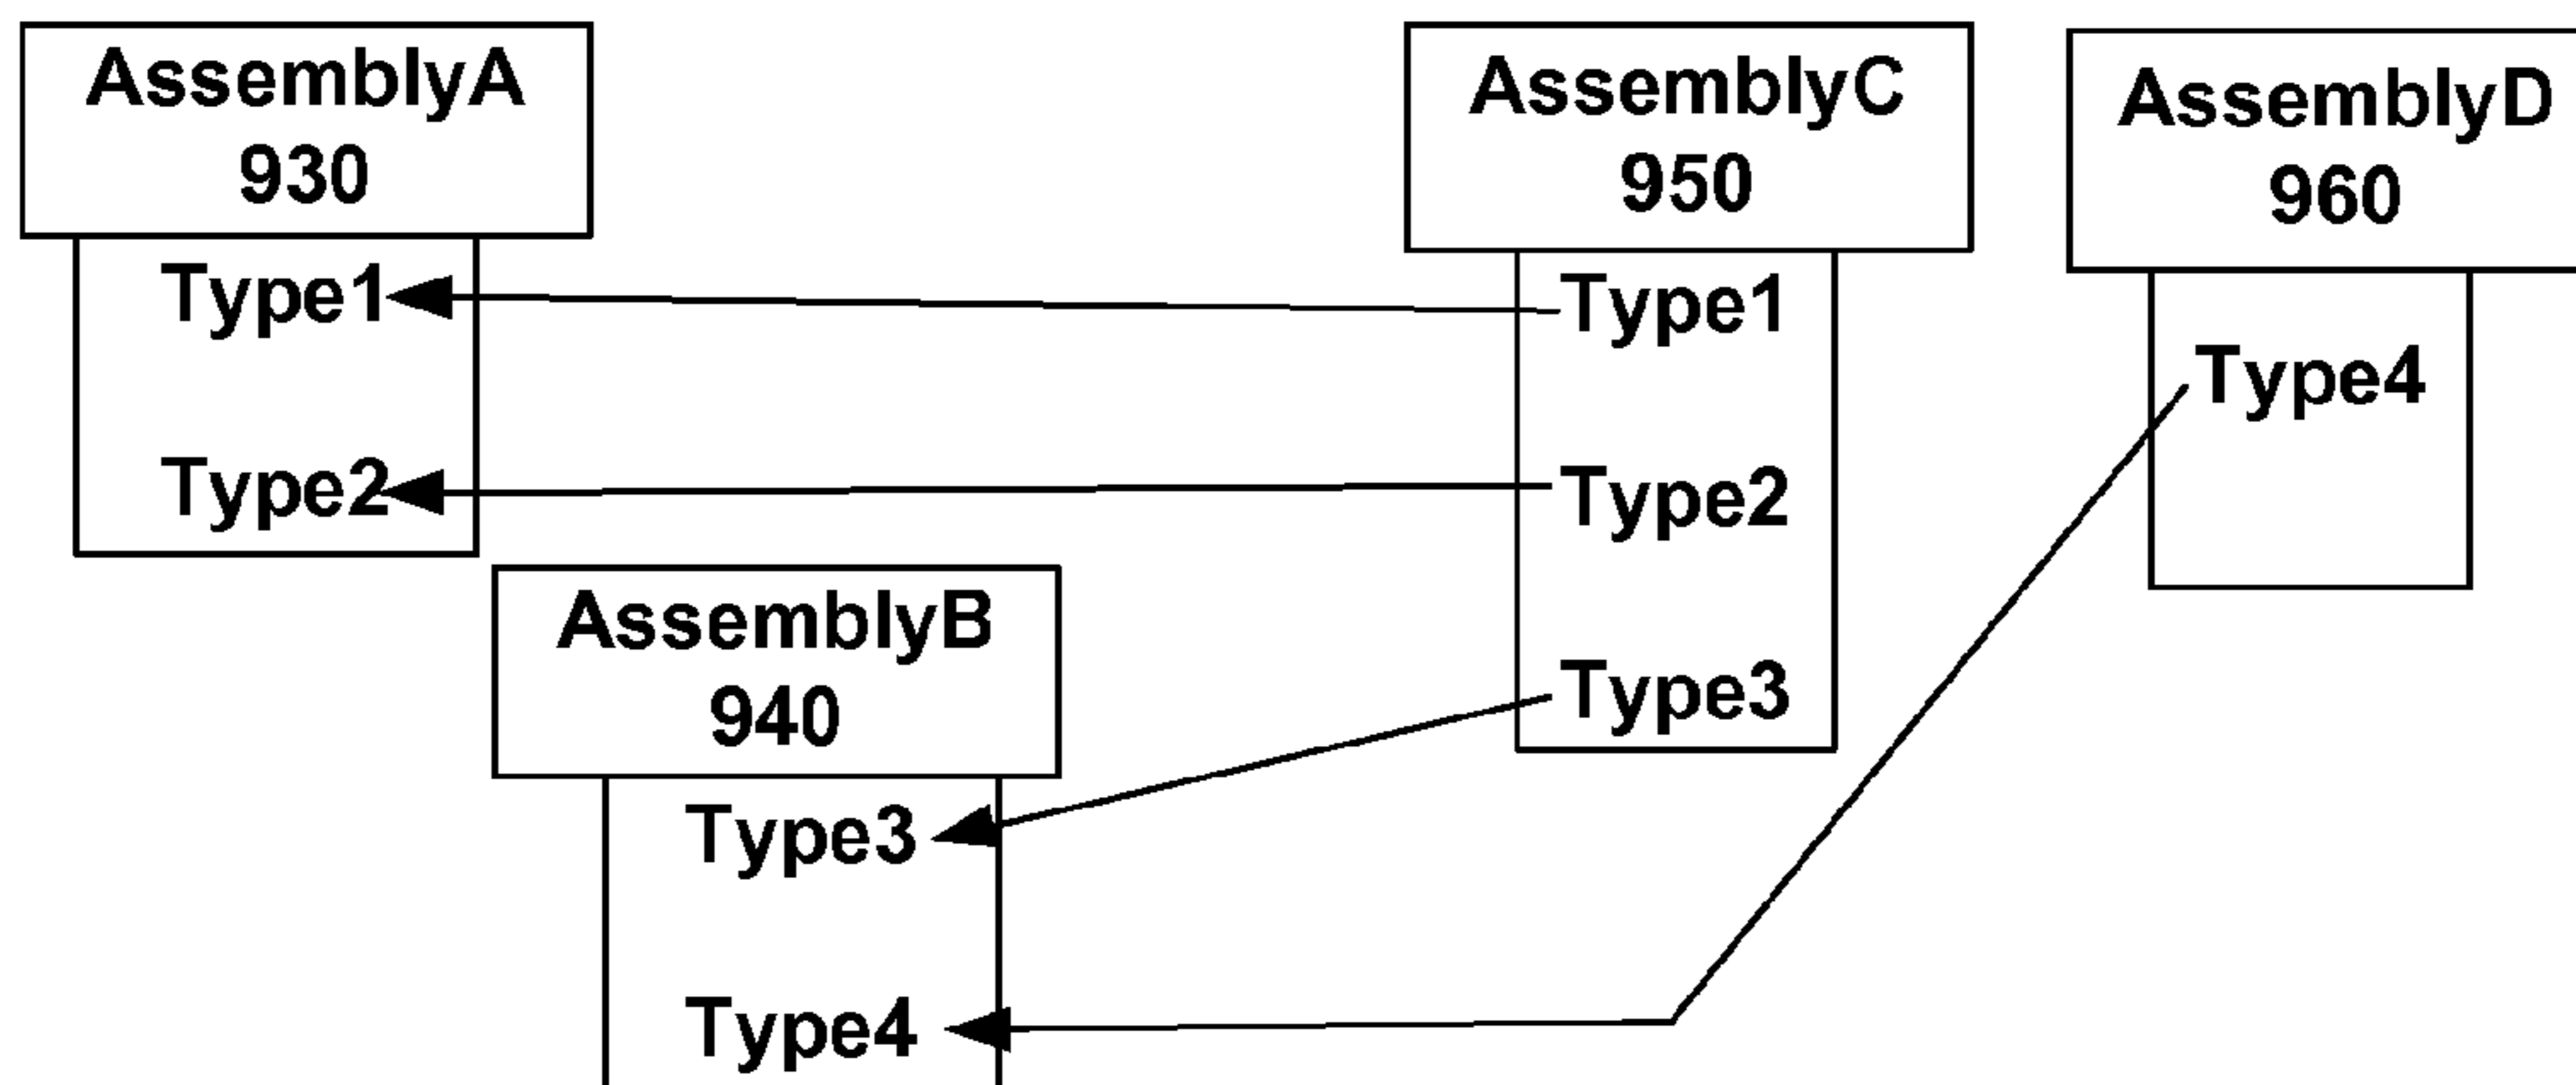 AssemblyA
930
Type1
Type2
AssemblyB
940
Type3
Type4
AssemblyC
950
Type1
Type2
Type3
AssemblyD
960
Type4